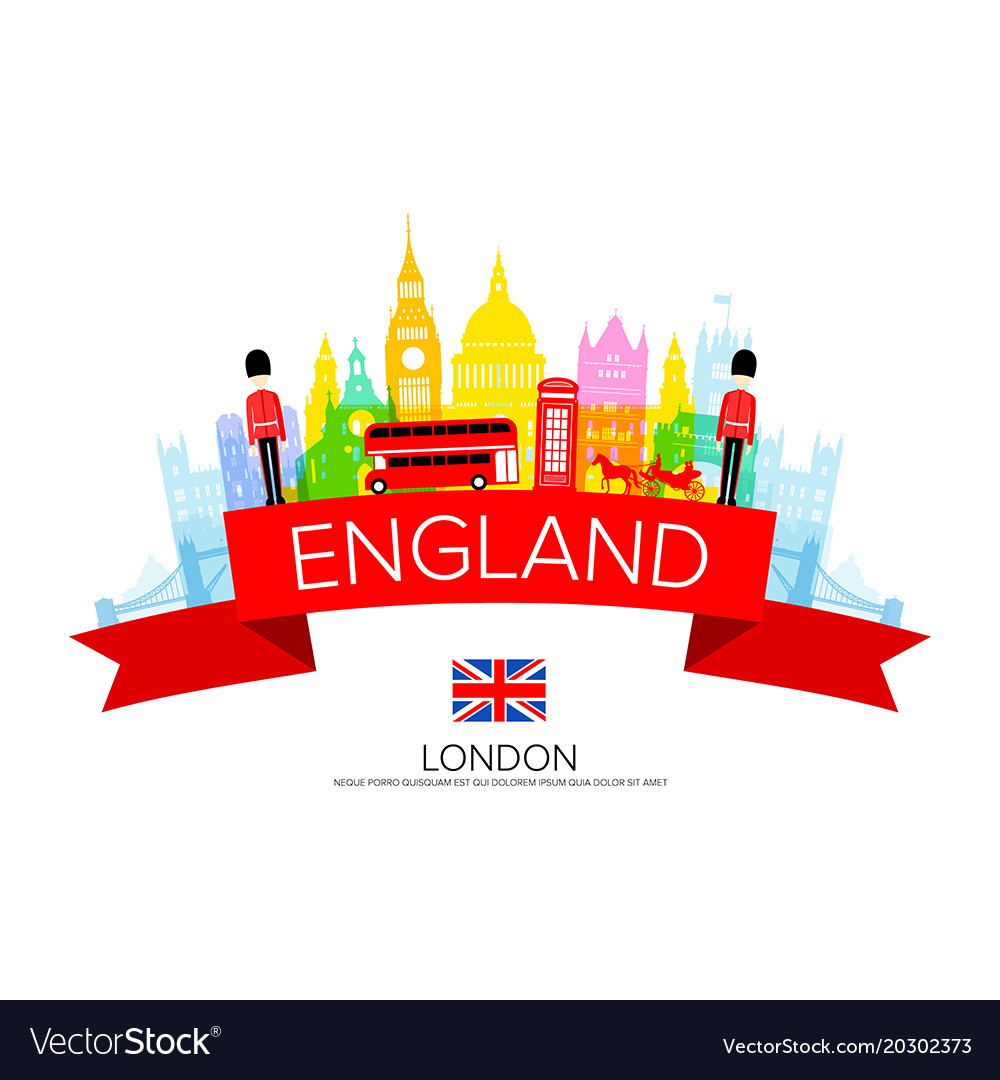 ENGLAND
LONDON
NEQUE PORRO QUISQUAM EST QUI DOLOREM IPSUM QUIA DOLOR SIT AMET
VectorStock® VectorStock.com/20302373